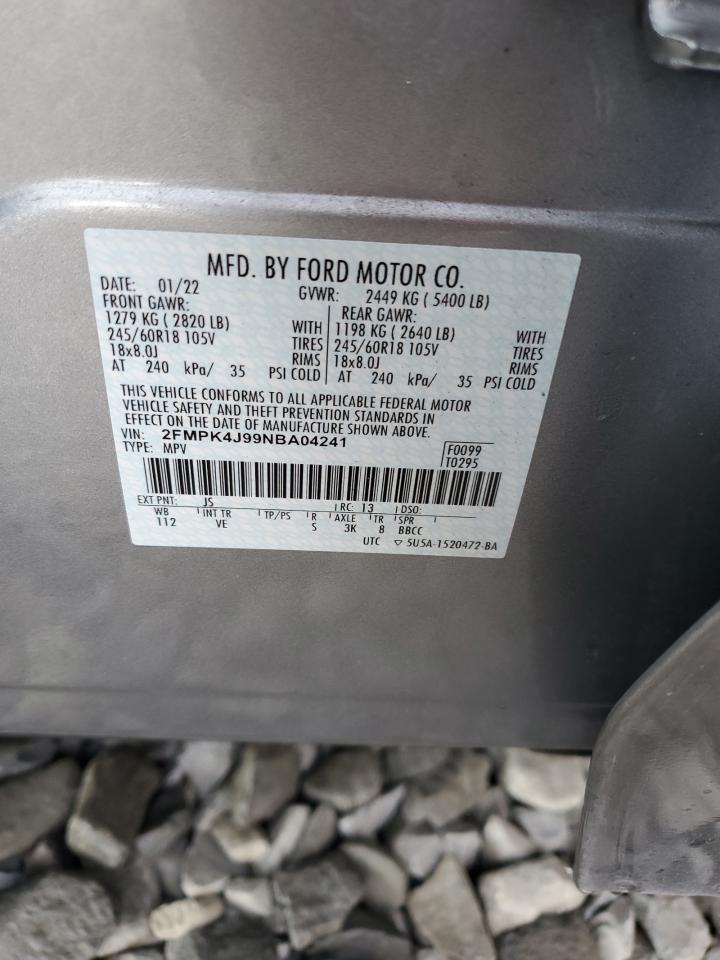 MFD. BY FORD MOTOR CO.
DATE: 01/22 GVWR: 2449 KG ( 5400 LB)
FRONT GAWR: REAR GAWR:
1279 KG ( 2820 LB) WITH 1198 KG ( 2640 LB) WITH
245/60R18 105V TIRES 245/60R18 105V TIRES
18x8.0J RIMS 18x8.0J RIMS
AT 240 kPa/ 35 PSI COLD AT 240 kPa/ 35 PSI COLD
THIS VEHICLE CONFORMS TO ALL APPLICABLE FEDERAL MOTOR
VEHICLE SAFETY AND THEFT PREVENTION STANDARDS IN
EFFECT ON THE DATE OF MANUFACTURE SHOWN ABOVE.
VIN: 2FMPK4J99NBA04241 F0099
TYPE: MPV T0295
EXT PNT: JS RC: 13 DSO:
WB INT TR TP/PS R AXLE TR SPR
112 VE S 3K 8 BBCC
UTC ▽ 5U5A-1520472-BA